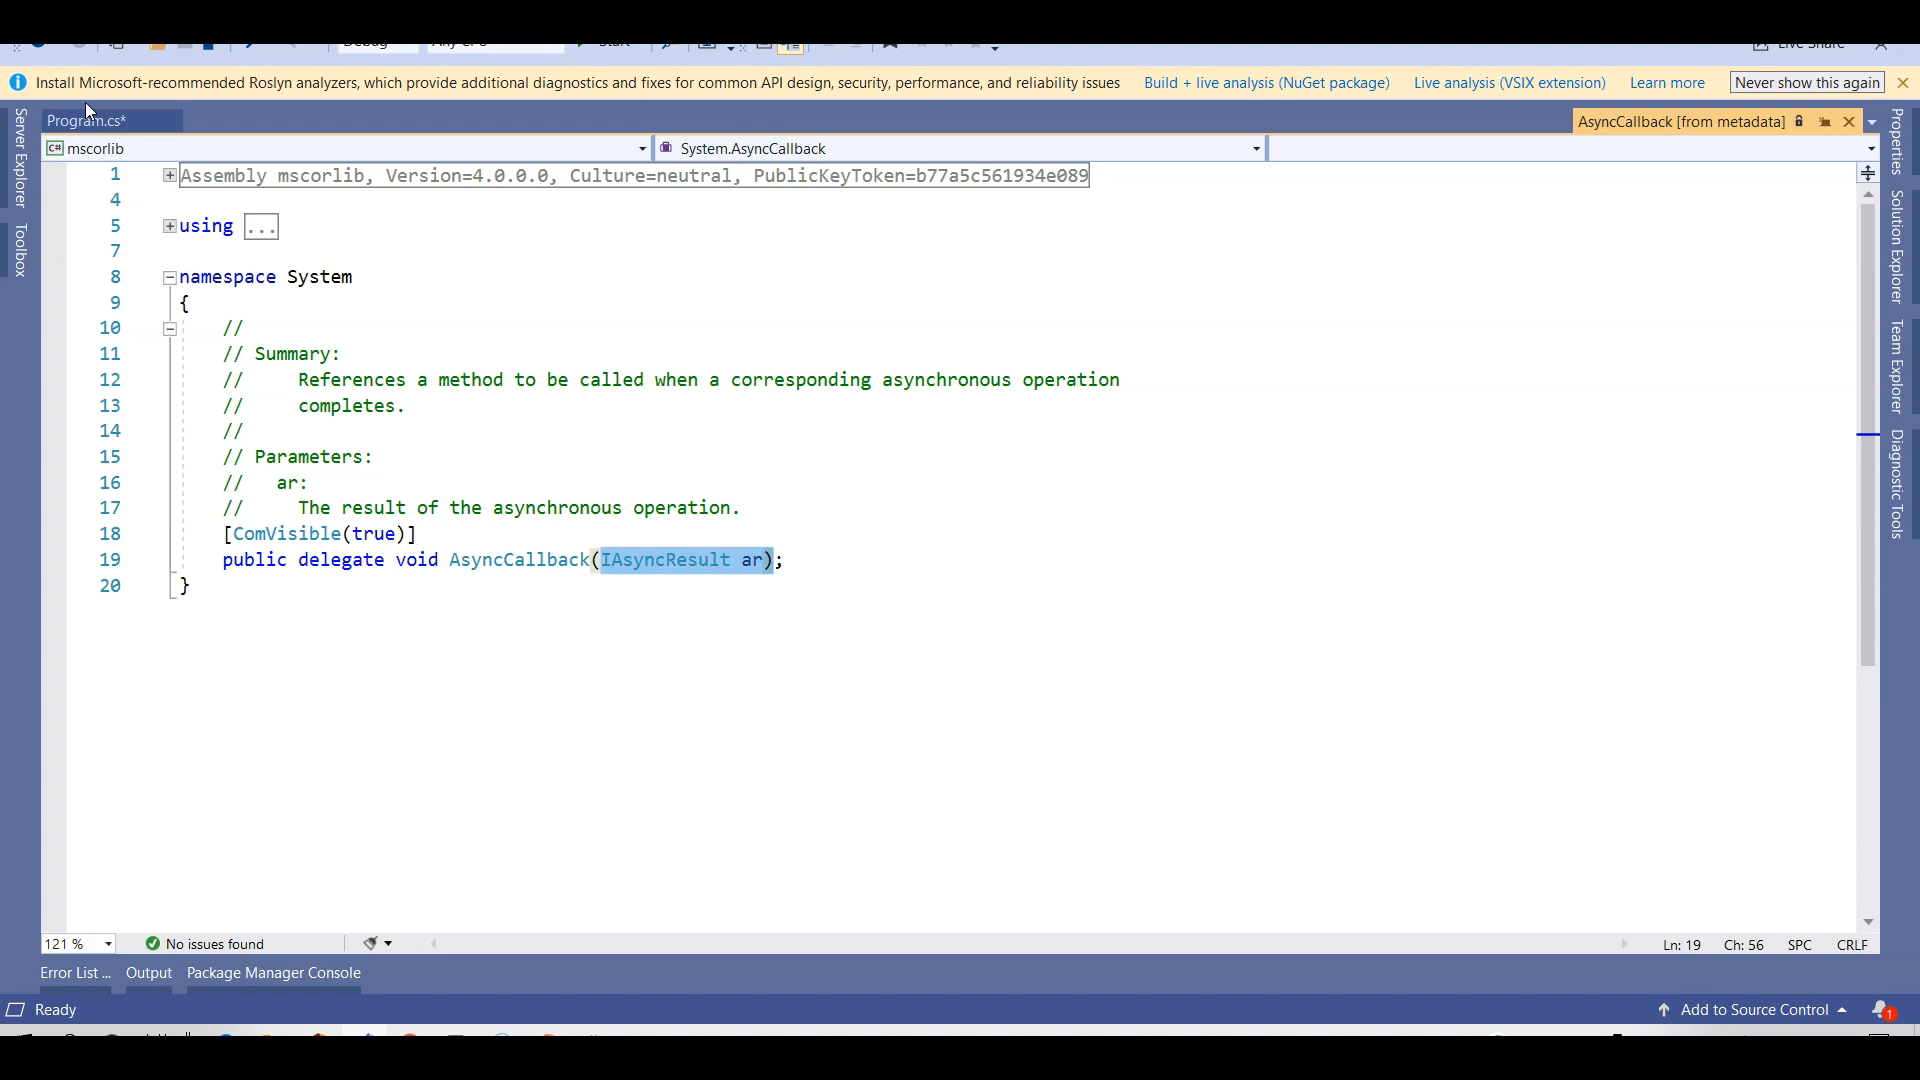 Live Share
Install Microsoft-recommended Roslyn analyzers, which provide additional diagnostics and fixes for common API design, security, performance, and reliability issues Build + live analysis (NuGet package) Live analysis (VSIX extension) Learn more Never show this again
Program.cs* AsyncCallback [from metadata]
C# mscorlib System.AsyncCallback
1 Assembly mscorlib, Version=4.0.0.0, Culture=neutral, PublicKeyToken=b77a5c561934e089
4
5 using ...
7
8 namespace System
9 {
10 //
11 // Summary:
12 // References a method to be called when a corresponding asynchronous operation
13 // completes.
14 //
15 // Parameters:
16 // ar:
17 // The result of the asynchronous operation.
18 [ComVisible(true)]
19 public delegate void AsyncCallback(IAsyncResult ar);
20 }
Server Explorer
Toolbox
Properties
Solution Explorer
Team Explorer
Diagnostic Tools
121 % No issues found Ln: 19 Ch: 56 SPC CRLF
Error List ... Output Package Manager Console
Ready Add to Source Control 1